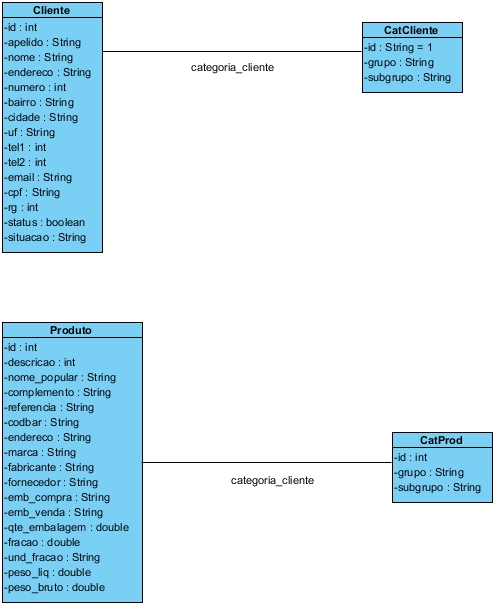 Cliente
-id : int
-apelido : String
-nome : String
-endereco : String
-numero : int
-bairro : String
-cidade : String
-uf : String
-tel1 : int
-tel2 : int
-email : String
-cpf : String
-rg : int
-status : boolean
-situacao : String
categoria_cliente
CatCliente
-id : String = 1
-grupo : String
-subgrupo : String
Produto
-id : int
-descricao : int
-nome_popular : String
-complemento : String
-referencia : String
-codbar : String
-endereco : String
-marca : String
-fabricante : String
-fornecedor : String
-emb_compra : String
-emb_venda : String
-qte_embalagem : double
-fracao : double
-und_fracao : String
-peso_liq : double
-peso_bruto : double
categoria_cliente
CatProd
-id : int
-grupo : String
-subgrupo : String